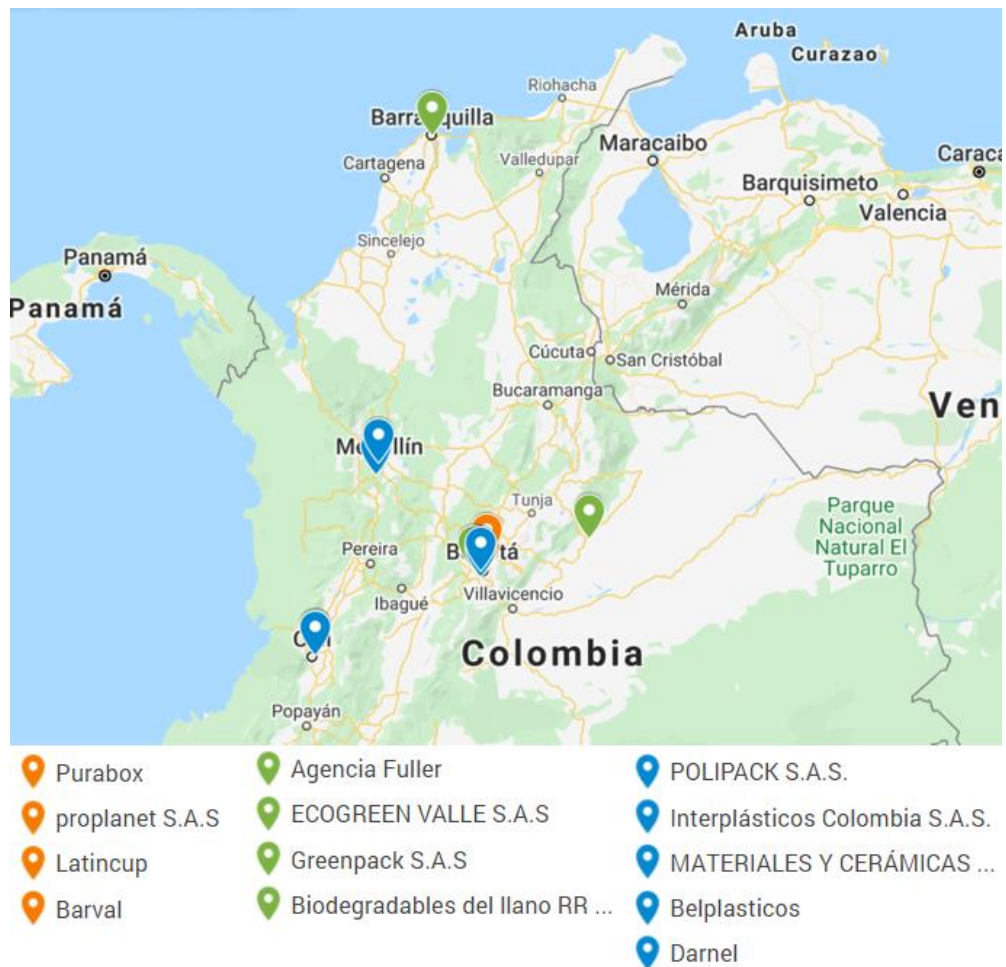 Aruba
Curazao
Riohacha
Barranquilla
Maracaibo
Cartagena
Valledupar
Caraca
Barquisimeto
Valencia
Sincelejo
Panamá
Mérida
Panamá
Cúcuta
San Cristóbal
Bucaramanga
Ven
Medellín
Tunja
Parque
Nacional
Natural El
Tuparro
Pereira
Bogotá
Ibagué
Villavicencio
Cali
Colombia
Popayán
Purabox
proplanet S.A.S
Latincup
Barval
Agencia Fuller
ECOGREEN VALLE S.A.S
Greenpack S.A.S
Biodegradables del llano RR ...
POLIPACK S.A.S.
Interplásticos Colombia S.A.S.
MATERIALES Y CERÁMICAS ...
Belplasticos
Darnel